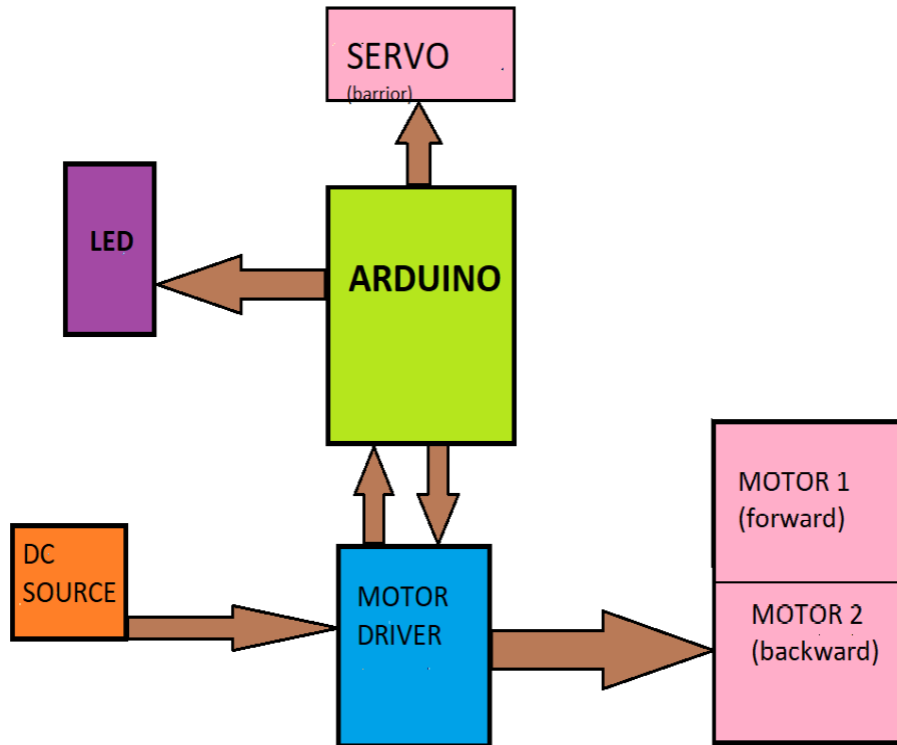 SERVO
(barrior)
LED
ARDUINO
DC
SOURCE
MOTOR
DRIVER
MOTOR 1
(forward)
MOTOR 2
(backward)